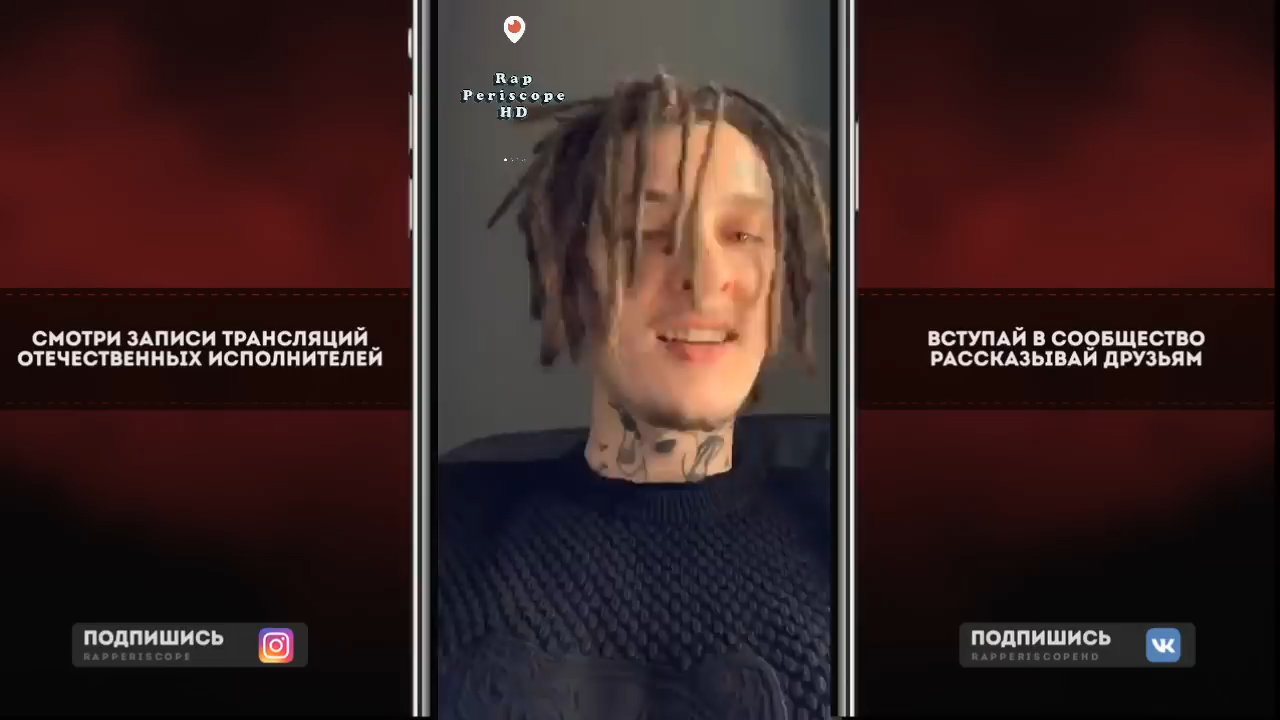 Rap
Periscope
HD
СМОТРИ ЗАПИСИ ТРАНСЛЯЦИЙ
ОТЕЧЕСТВЕННЫХ ИСПОЛНИТЕЛЕЙ
ВСТУПАЙ В СООБЩЕСТВО
РАССКАЗЫВАЙ ДРУЗЬЯМ
ПОДПИШИСЬ
RAPPERISCOPE
ПОДПИШИСЬ
RAPPERISCOPEHD